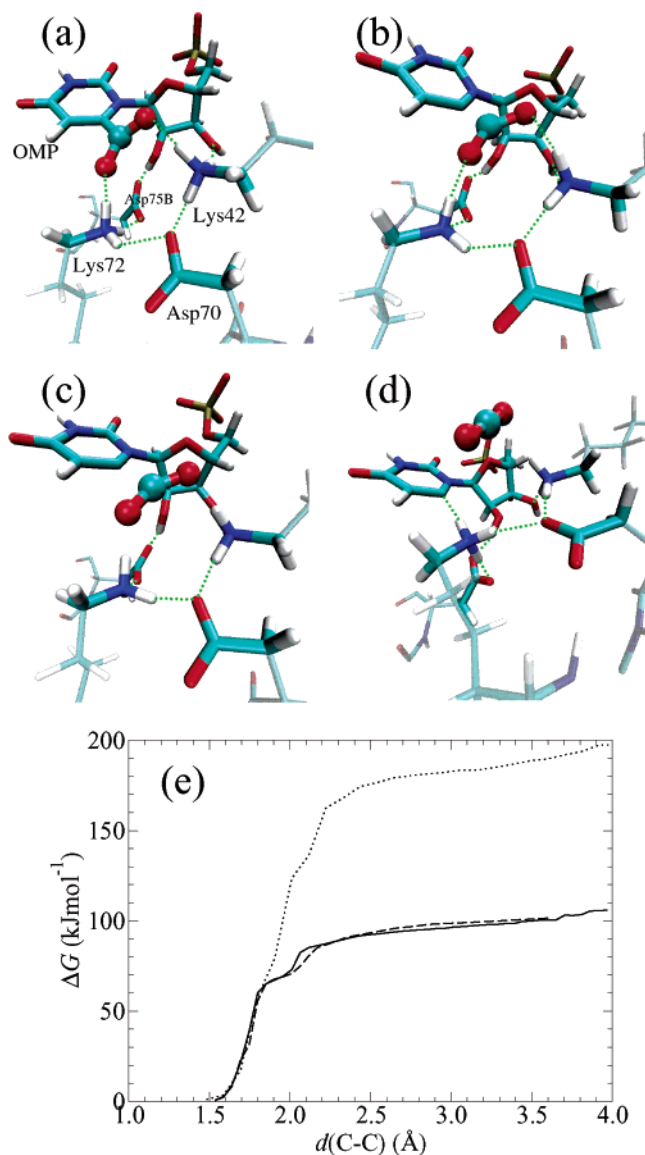 (a)
(b)
OMP
Asp75B
Lys42
Lys72
Asp70
(c)
(d)
(e)
200
150
100
50
0
ΔG (kJmol⁻¹)
1.0 1.5 2.0 2.5 3.0 3.5 4.0
d(C-C) (Å)